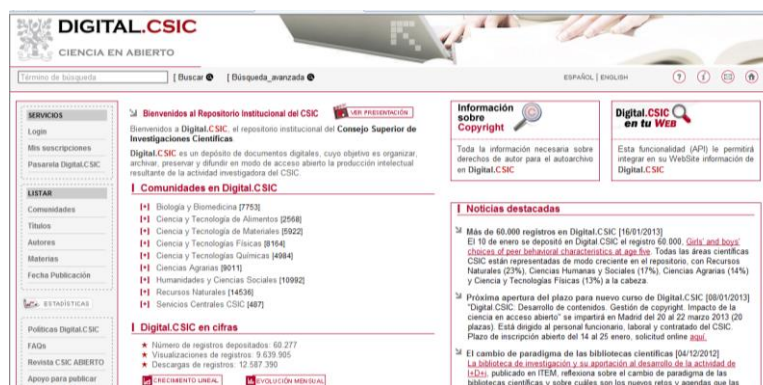 DIGITAL.CSIC
CIENCIA EN ABIERTO
Término de búsqueda
[ Buscar
[ Búsqueda_avanzada
ESPAÑOL | ENGLISH
SERVICIOS
Login
Mis suscripciones
Pasarela Digital.CSIC
LISTAR
Comunidades
Títulos
Autores
Materias
Fecha Publicación
ESTADÍSTICAS
Políticas Digital.CSIC
FAQs
Revista CSIC ABIERTO
Apoyo para publicar
Bienvenidos al Repositorio Institucional del CSIC
VER PRESENTACIÓN
Bienvenidos a Digital.CSIC, el repositorio institucional del Consejo Superior de
Investigaciones Científicas
Digital.CSIC es un depósito de documentos digitales, cuyo objetivo es organizar,
archivar, preservar y difundir en modo de acceso abierto la producción intelectual
resultante de la actividad investigadora del CSIC.
Comunidades en Digital.CSIC
[+] Biología y Biomedicina [7753]
[+] Ciencia y Tecnología de Alimentos [2568]
[+] Ciencia y Tecnología de Materiales [5922]
[+] Ciencia y Tecnologías Físicas [8164]
[+] Ciencia y Tecnologías Químicas [4984]
[+] Ciencias Agrarias [9011]
[+] Humanidades y Ciencias Sociales [10992]
[+] Recursos Naturales [14536]
[+] Servicios Centrales CSIC [487]
Digital.CSIC en cifras
Número de registros depositados: 60.277
Visualizaciones de registros: 9.639.905
Descargas de registros: 12.587.390
CRECIMIENTO LINEAL
EVOLUCIÓN MENSUAL
Información
sobre
Copyright
Toda la información necesaria sobre
derechos de autor para el autoarchivo
en Digital.CSIC
Digital.CSIC
en tu WEB
Esta funcionalidad (API) le permitirá
integrar en su WebSite información de
Digital.CSIC
Noticias destacadas
Más de 60.000 registros en Digital.CSIC [16/01/2013]
El 10 de enero se depositó en Digital.CSIC el registro 60.000, Girls' and boys'
choices of peer behavioral characteristics at age five. Todas las áreas científicas
CSIC están representadas de modo creciente en el repositorio, con Recursos
Naturales (23%), Ciencias Humanas y Sociales (17%), Ciencias Agrarias (14%)
y Ciencia y Tecnologías Físicas (13%) a la cabeza.
Próxima apertura del plazo para nuevo curso de Digital.CSIC [08/01/2013]
"Digital.CSIC: Desarrollo de contenidos. Gestión de copyright. Impacto de la
ciencia en acceso abierto" se impartirá en Madrid del 20 al 22 marzo 2013 (20
plazas). Está dirigido al personal funcionario, laboral y contratado del CSIC.
Plazo de inscripción abierto del 14 al 25 enero, solicitud online aquí.
El cambio de paradigma de las bibliotecas científicas [04/12/2012]
La biblioteca de investigación y su aportación al desarrollo de la actividad de
I+D+i, publicado en ITEM, reflexiona sobre el cambio de paradigma de las
bibliotecas científicas y sobre cuáles son los nuevos retos y agendas que las